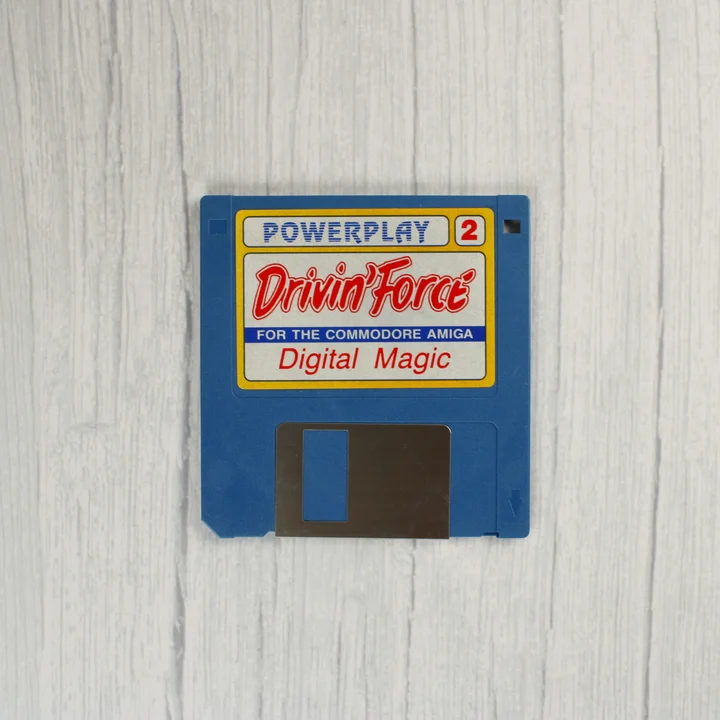 POWERPLAY 2
Drivin' Force
FOR THE COMMODORE AMIGA
Digital Magic